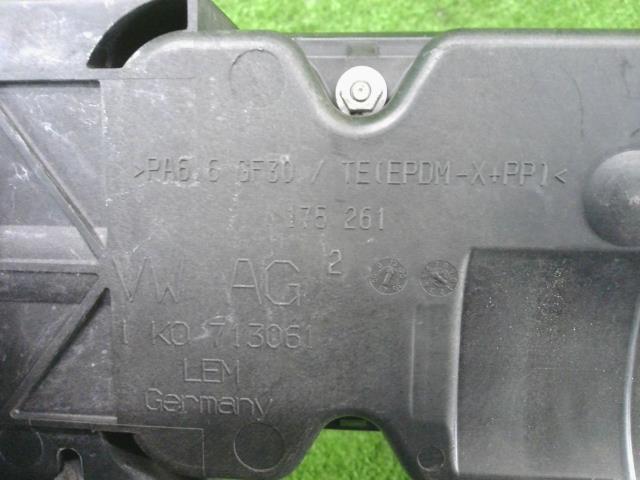 >PA6.6 GF30 / TE(EPDM-X+PP)<
175 261
VW AG 2
1 K0 713061
LEM
Germany